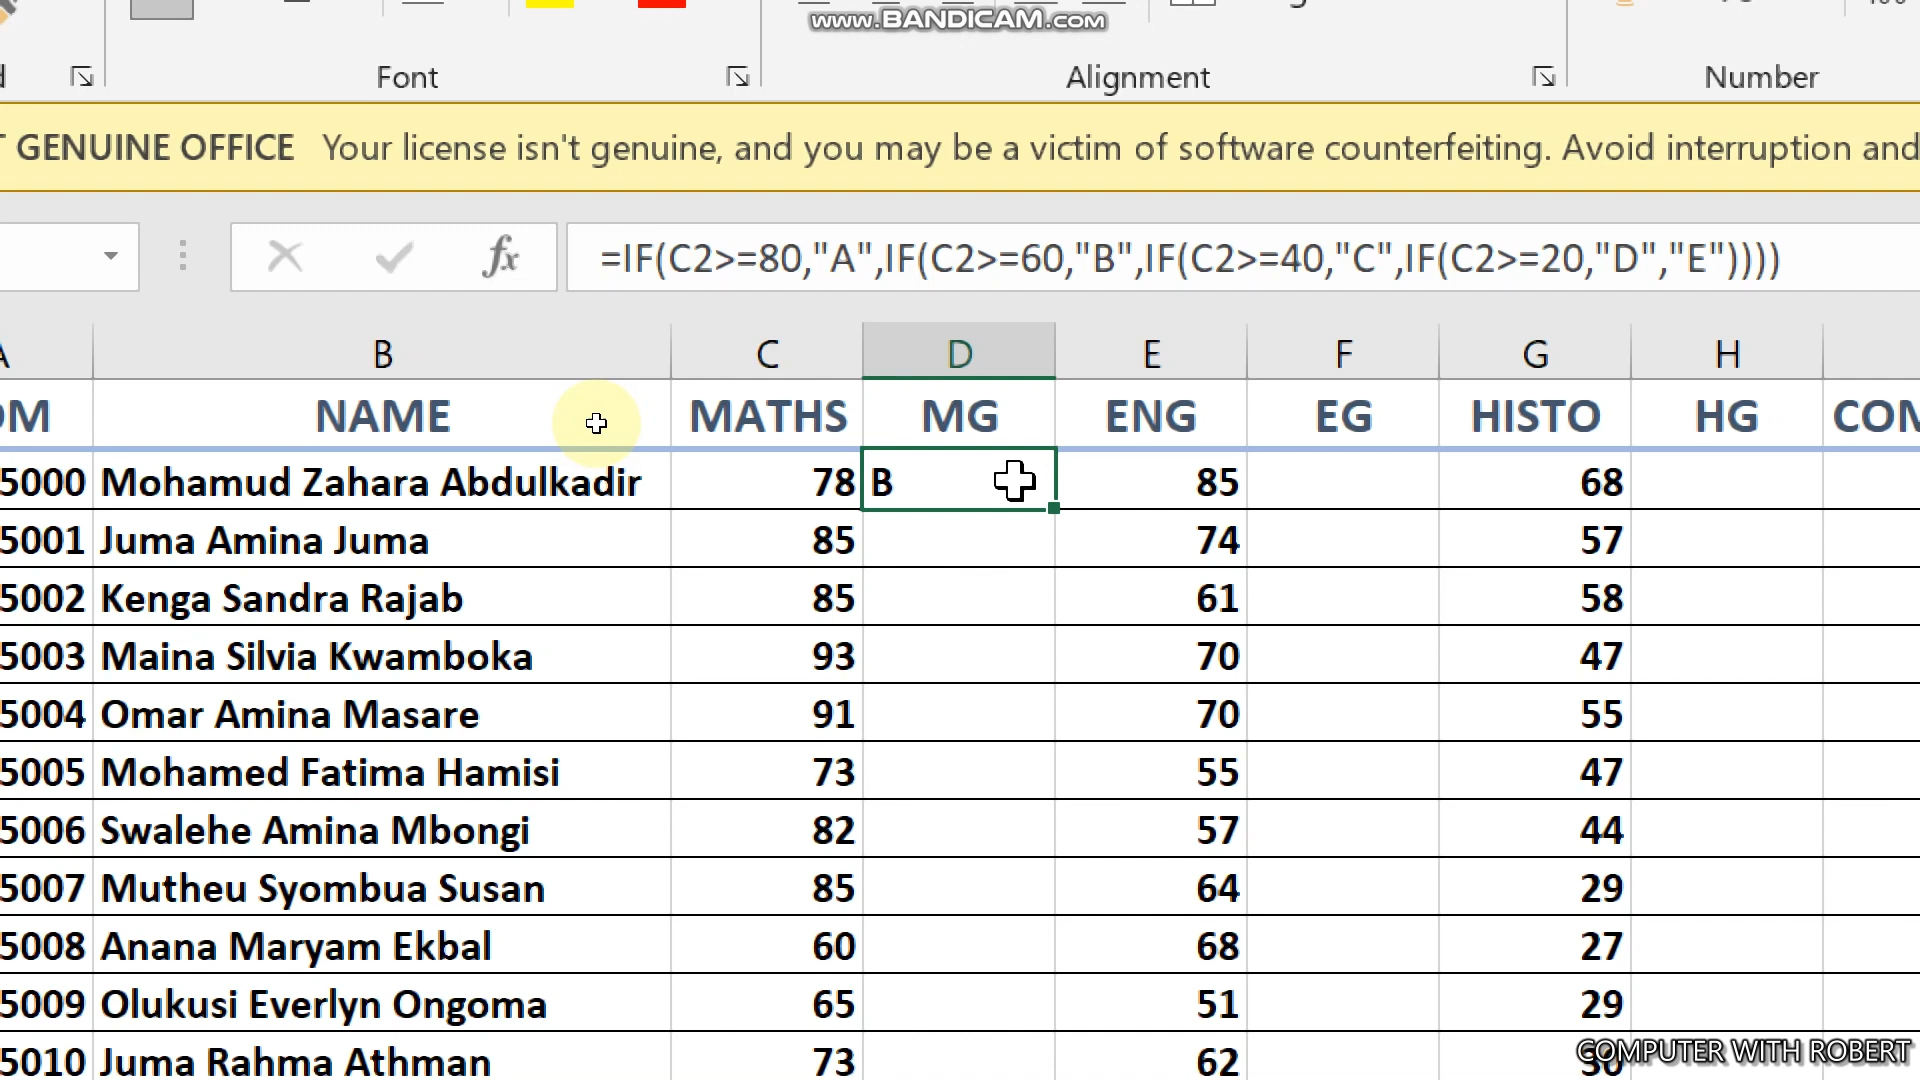 www.BANDICAM.com
Font Alignment Number
GENUINE OFFICE Your license isn't genuine, and you may be a victim of software counterfeiting. Avoid interruption and
fx =IF(C2>=80,"A",IF(C2>=60,"B",IF(C2>=40,"C",IF(C2>=20,"D","E"))))
A B C D E F G H
OM NAME MATHS MG ENG EG HISTO HG COM
5000 Mohamud Zahara Abdulkadir 78 B 85 68
5001 Juma Amina Juma 85 74 57
5002 Kenga Sandra Rajab 85 61 58
5003 Maina Silvia Kwamboka 93 70 47
5004 Omar Amina Masare 91 70 55
5005 Mohamed Fatima Hamisi 73 55 47
5006 Swalehe Amina Mbongi 82 57 44
5007 Mutheu Syombua Susan 85 64 29
5008 Anana Maryam Ekbal 60 68 27
5009 Olukusi Everlyn Ongoma 65 51 29
5010 Juma Rahma Athman 73 62
COMPUTER WITH ROBERT